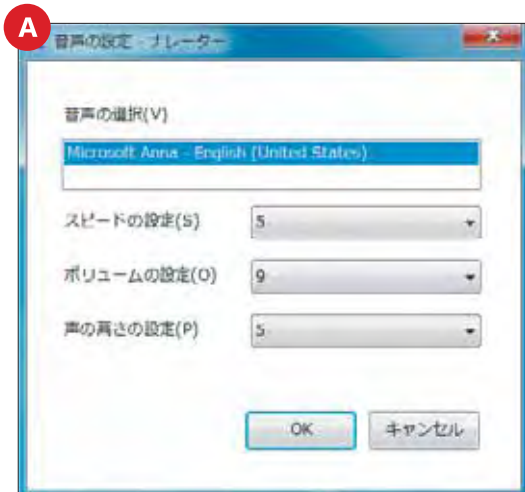 A
音声の設定 - ナレーター
音声の選択(V)
Microsoft Anna - English (United States)
スピードの設定(S) 5
ボリュームの設定(O) 9
声の高さの設定(P) 5
OK キャンセル